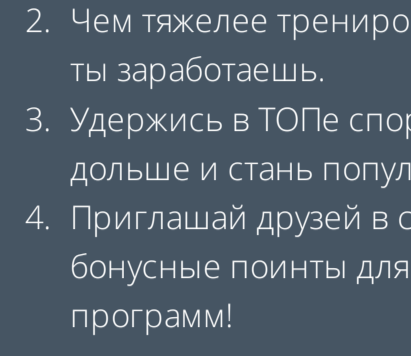 2. Чем тяжелее трениро
ты заработаешь.
3. Удержись в ТОПе спор
дольше и стань попул
4. Приглашай друзей в с
бонусные поинты для
программ!